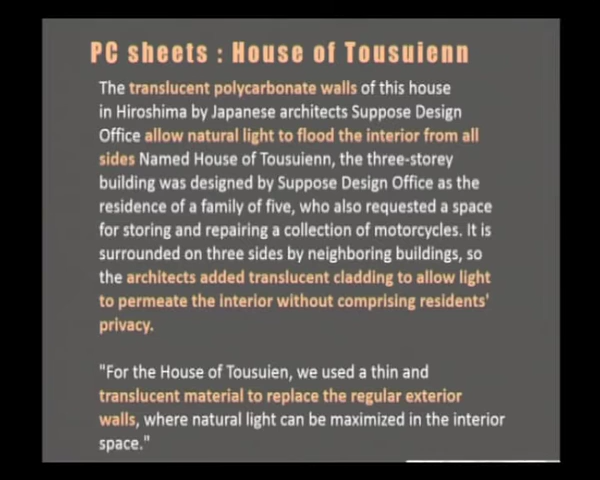 PC sheets : House of Tousuienn
The translucent polycarbonate walls of this house
in Hiroshima by Japanese architects Suppose Design
Office allow natural light to flood the interior from all
sides Named House of Tousuienn, the three-storey
building was designed by Suppose Design Office as the
residence of a family of five, who also requested a space
for storing and repairing a collection of motorcycles. It is
surrounded on three sides by neighboring buildings, so
the architects added translucent cladding to allow light
to permeate the interior without comprising residents'
privacy.
"For the House of Tousuien, we used a thin and
translucent material to replace the regular exterior
walls, where natural light can be maximized in the interior
space."